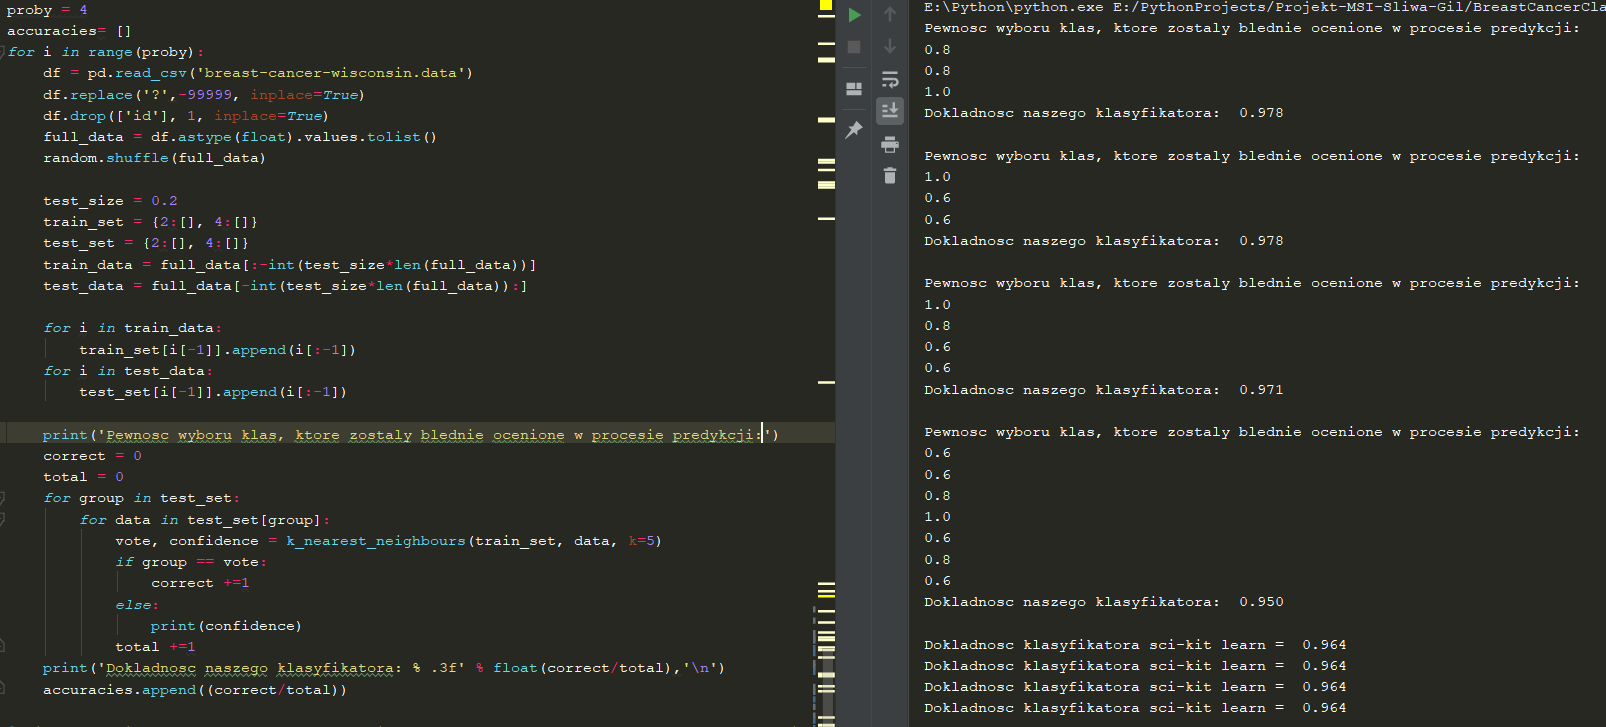 proby = 4
accuracies= []
for i in range(proby):
    df = pd.read_csv('breast-cancer-wisconsin.data')
    df.replace('?',-99999, inplace=True)
    df.drop(['id'], 1, inplace=True)
    full_data = df.astype(float).values.tolist()
    random.shuffle(full_data)
    test_size = 0.2
    train_set = {2:[], 4:[]}
    test_set = {2:[], 4:[]}
    train_data = full_data[:-int(test_size*len(full_data))]
    test_data = full_data[-int(test_size*len(full_data)):]
    for i in train_data:
        train_set[i[-1]].append(i[:-1])
    for i in test_data:
        test_set[i[-1]].append(i[:-1])
    print('Pewnosc wyboru klas, ktore zostaly blednie ocenione w procesie predykcji:')
    correct = 0
    total = 0
    for group in test_set:
        for data in test_set[group]:
            vote, confidence = k_nearest_neighbours(train_set, data, k=5)
            if group == vote:
                correct +=1
            else:
                print(confidence)
            total +=1
    print('Dokladnosc naszego klasyfikatora: % .3f' % float(correct/total),'\n')
    accuracies.append((correct/total))
E:\Python\python.exe E:/PythonProjects/Projekt-MSI-Sliwa-Gil/BreastCancerCla
Pewnosc wyboru klas, ktore zostaly blednie ocenione w procesie predykcji:
0.8
0.8
1.0
Dokladnosc naszego klasyfikatora:  0.978
Pewnosc wyboru klas, ktore zostaly blednie ocenione w procesie predykcji:
1.0
0.6
0.6
Dokladnosc naszego klasyfikatora:  0.978
Pewnosc wyboru klas, ktore zostaly blednie ocenione w procesie predykcji:
1.0
0.8
0.6
0.6
Dokladnosc naszego klasyfikatora:  0.971
Pewnosc wyboru klas, ktore zostaly blednie ocenione w procesie predykcji:
0.6
0.6
0.8
1.0
0.6
0.8
0.6
Dokladnosc naszego klasyfikatora:  0.950
Dokladnosc klasyfikatora sci-kit learn =  0.964
Dokladnosc klasyfikatora sci-kit learn =  0.964
Dokladnosc klasyfikatora sci-kit learn =  0.964
Dokladnosc klasyfikatora sci-kit learn =  0.964